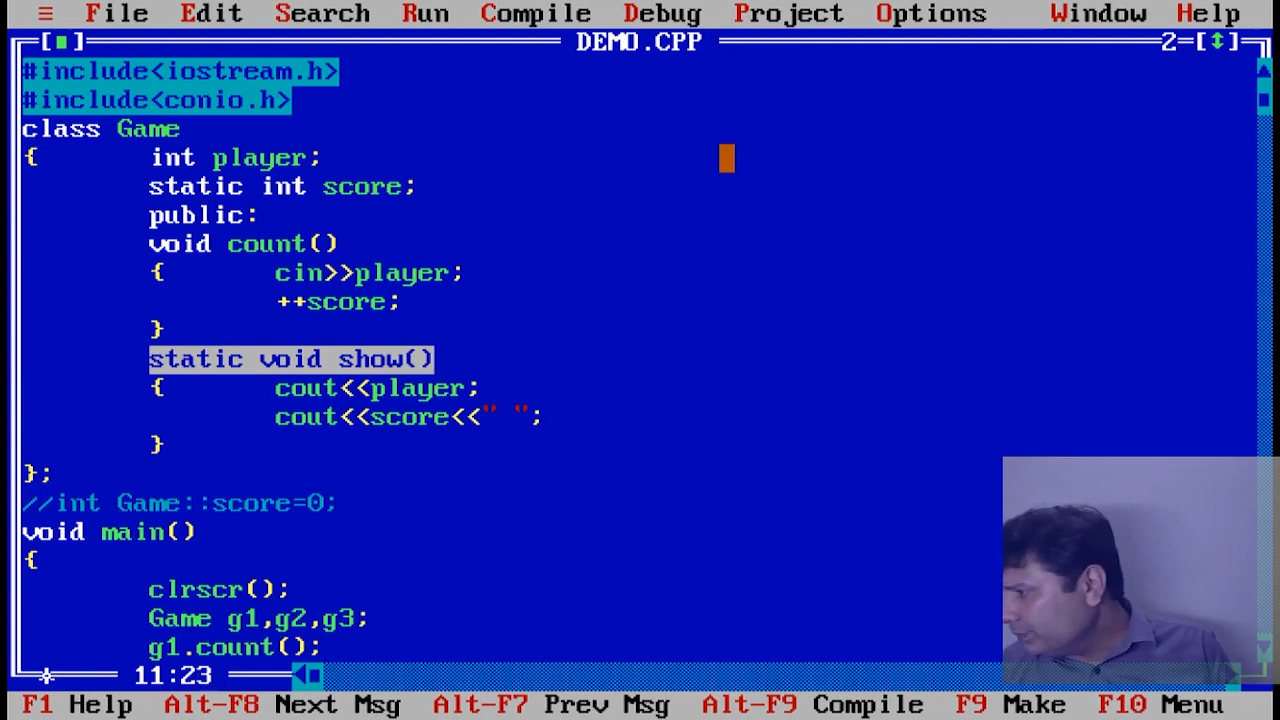 ≡ File Edit Search Run Compile Debug Project Options Window Help
[■] DEMO.CPP 2=[↕]
#include<iostream.h>
#include<conio.h>
class Game
{ int player;
static int score;
public:
void count()
{ cin>>player;
++score;
}
static void show()
{ cout<<player;
cout<<score<<" ";
}
};
//int Game::score=0;
void main()
{
clrscr();
Game g1,g2,g3;
g1.count();
11:23
F1 Help Alt-F8 Next Msg Alt-F7 Prev Msg Alt-F9 Compile F9 Make F10 Menu